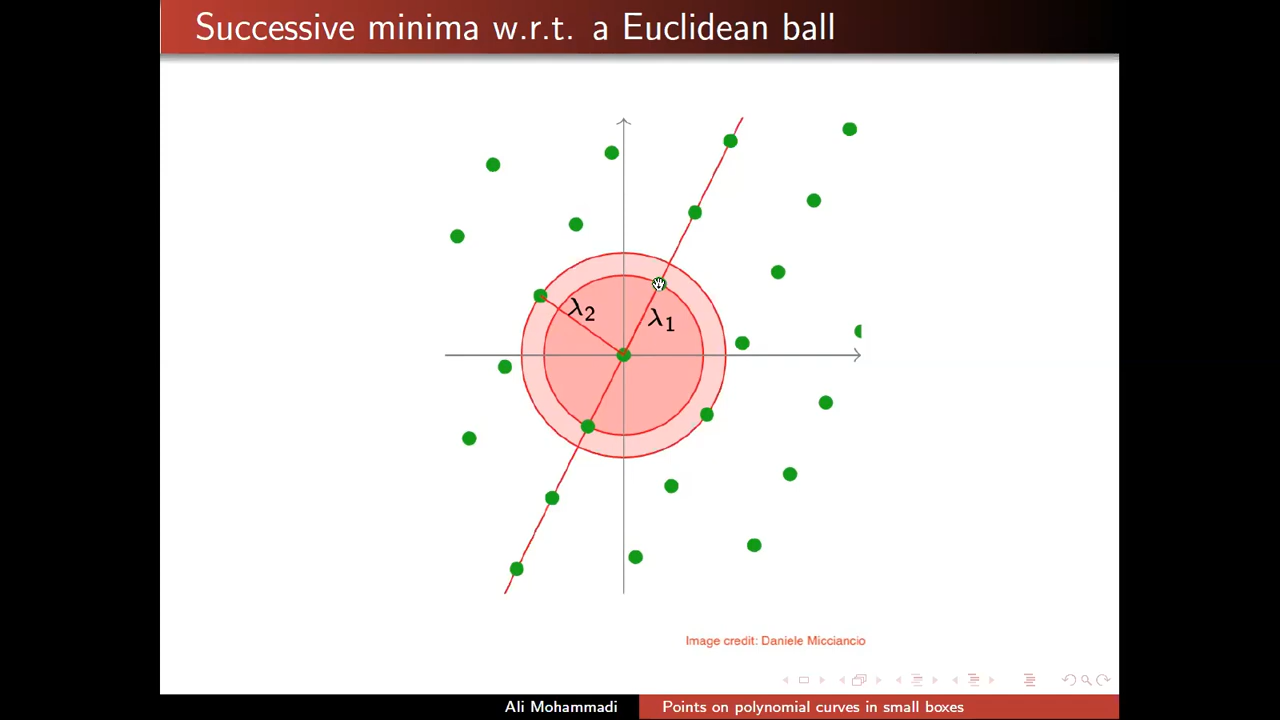 Successive minima w.r.t. a Euclidean ball
λ₂
λ₁
Image credit: Daniele Micciancio
Ali Mohammadi
Points on polynomial curves in small boxes